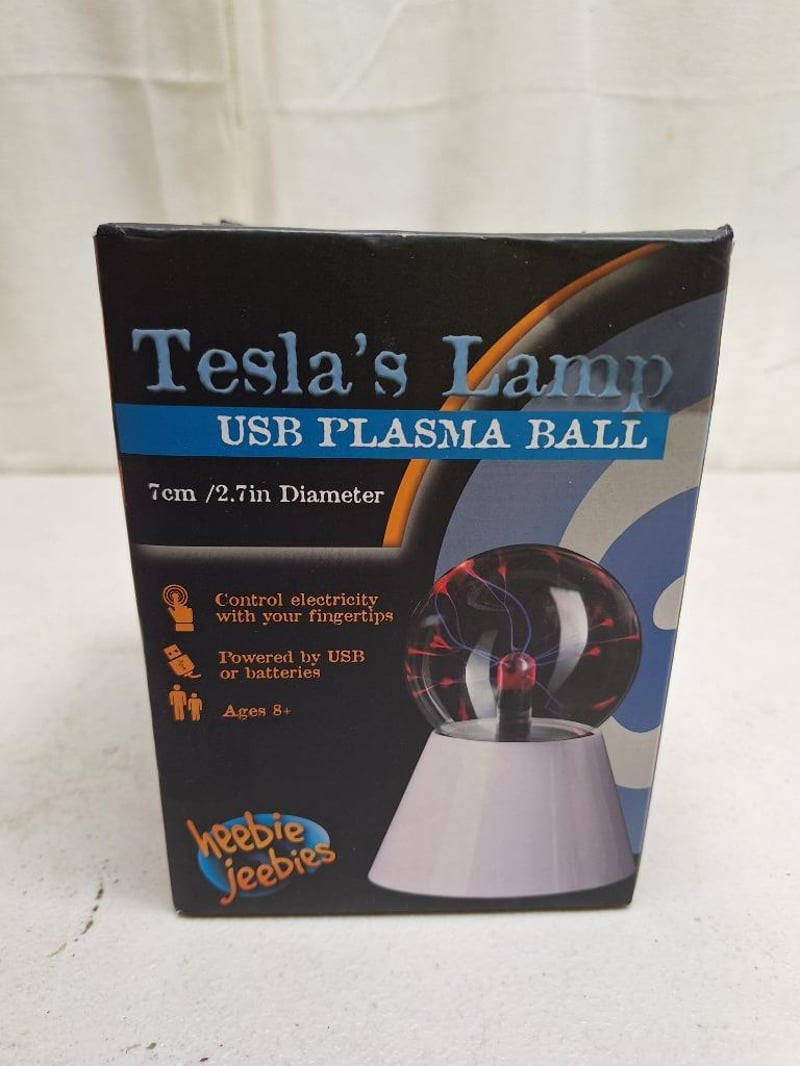 Tesla's Lamp
USB PLASMA BALL
7cm /2.7in Diameter
Control electricity
with your fingertips
Powered by USB
or batteries
Ages 8+
heebie
jeebies